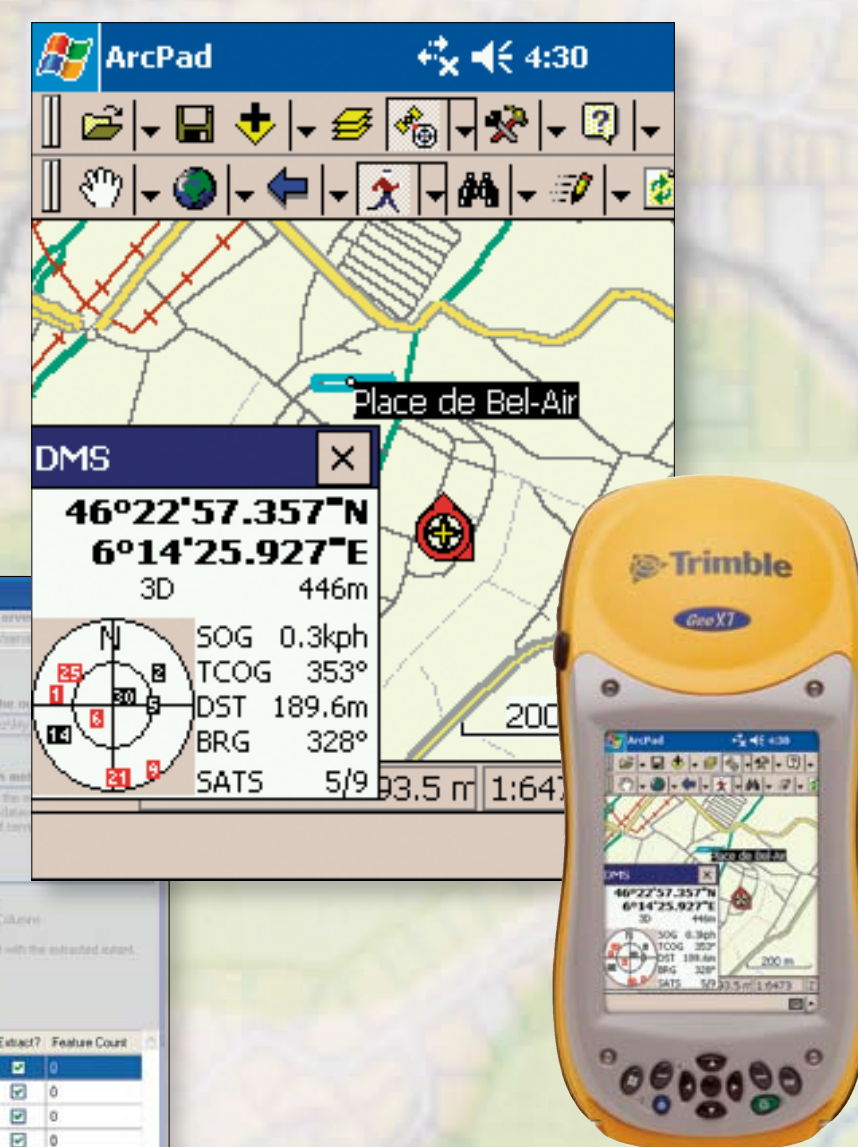 ArcPad 4:30
Place de Bel-Air
DMS
46°22'57.357"N
6°14'25.927"E
3D 446m
N
25
2
1
30
5
6
14
21
9
SOG 0.3kph
TCOG 353°
DST 189.6m
BRG 328°
SATS 5/9
200
93.5 m 1:647
Trimble
GeoXT
ArcPad 4:30
Place de Bel-Air
DMS
46°22'57.357"N
6°14'25.927"E
3D 446m
N
SOG 0.3kph
TCOG 353°
DST 189.6m
BRG 328°
SATS 5/9
200 m
93.5 m 1:6473
Columns
with the extracted extent.
Extract? Feature Count
0
0
0
0